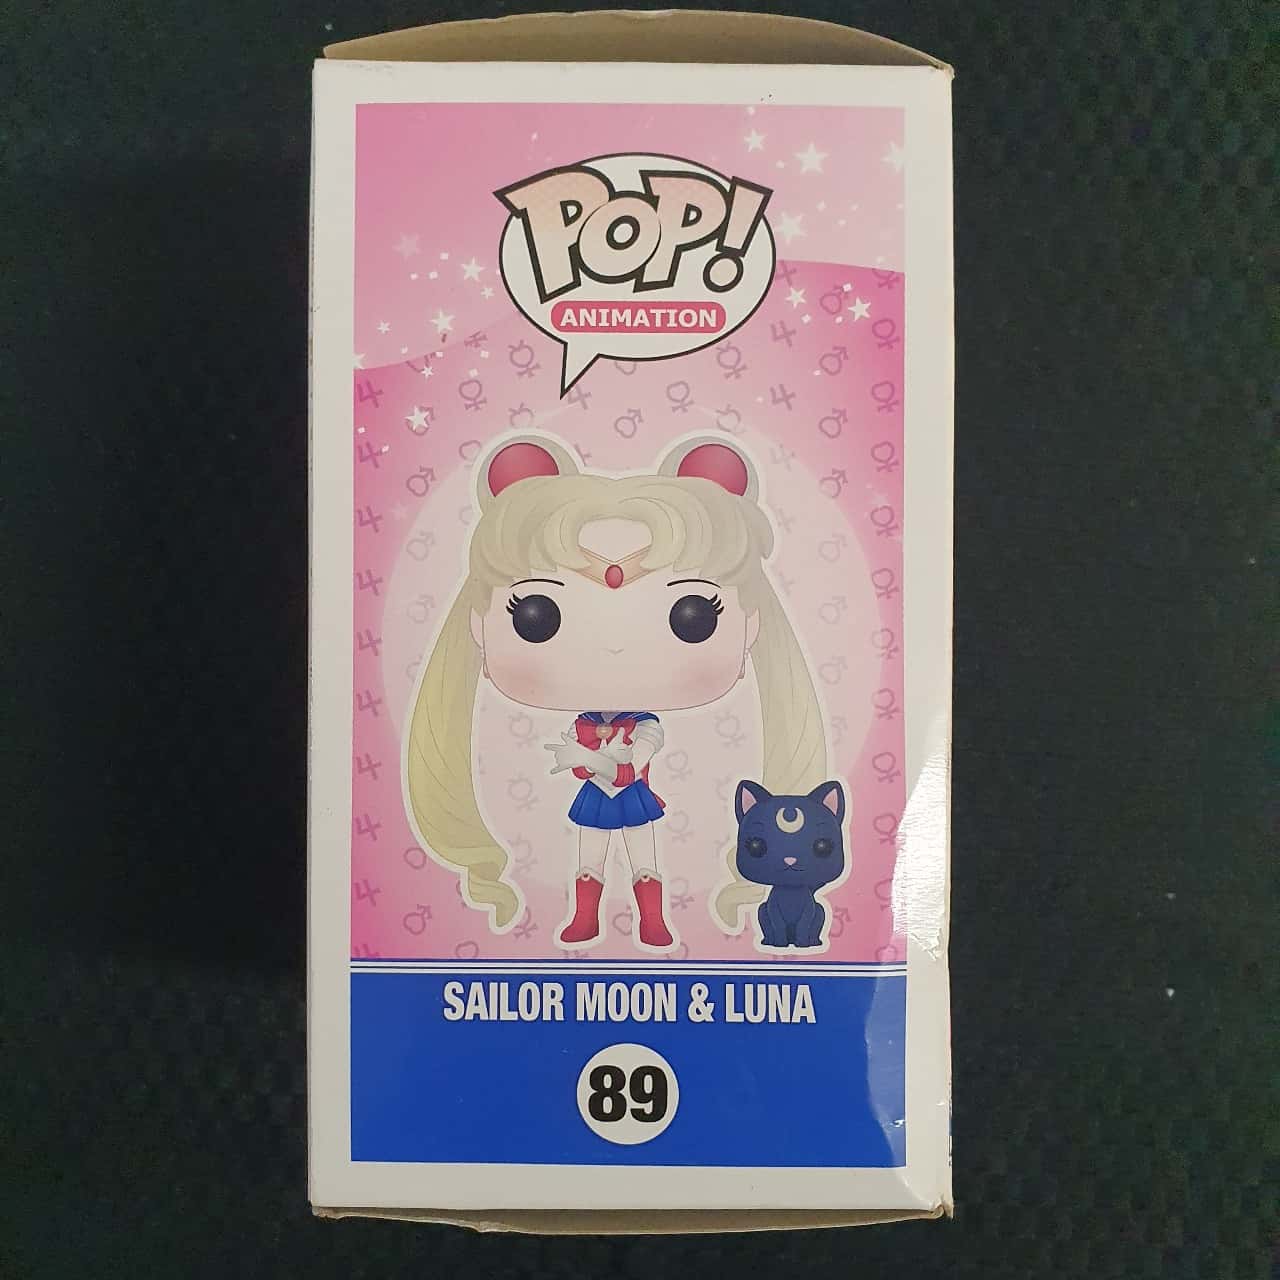 POP!
ANIMATION
SAILOR MOON & LUNA
89